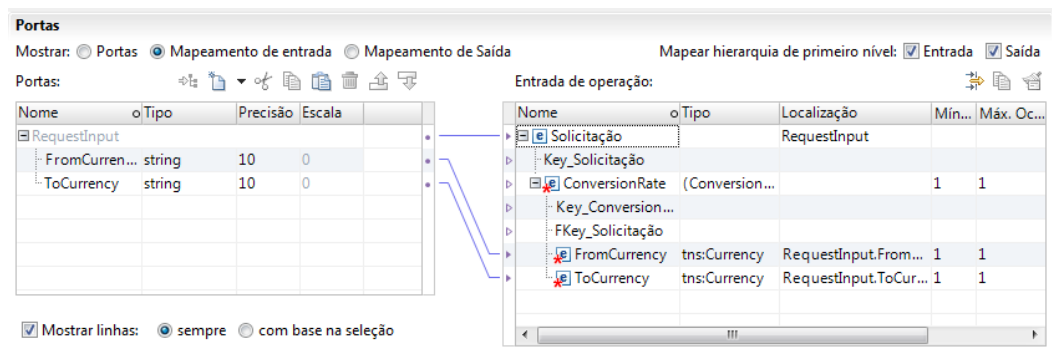 Portas
Mostrar: Portas Mapeamento de entrada Mapeamento de Saída Mapear hierarquia de primeiro nível: Entrada Saída
Portas: Entrada de operação:
Nome Tipo Precisão Escala Nome Tipo Localização Mín... Máx. Oc...
RequestInput e Solicitação RequestInput
FromCurren... string 10 0 Key_Solicitação
ToCurrency string 10 0 e ConversionRate (Conversion... 1 1
Key_Conversion...
FKey_Solicitação
e FromCurrency tns:Currency RequestInput.From... 1 1
e ToCurrency tns:Currency RequestInput.ToCur... 1 1
Mostrar linhas: sempre com base na seleção